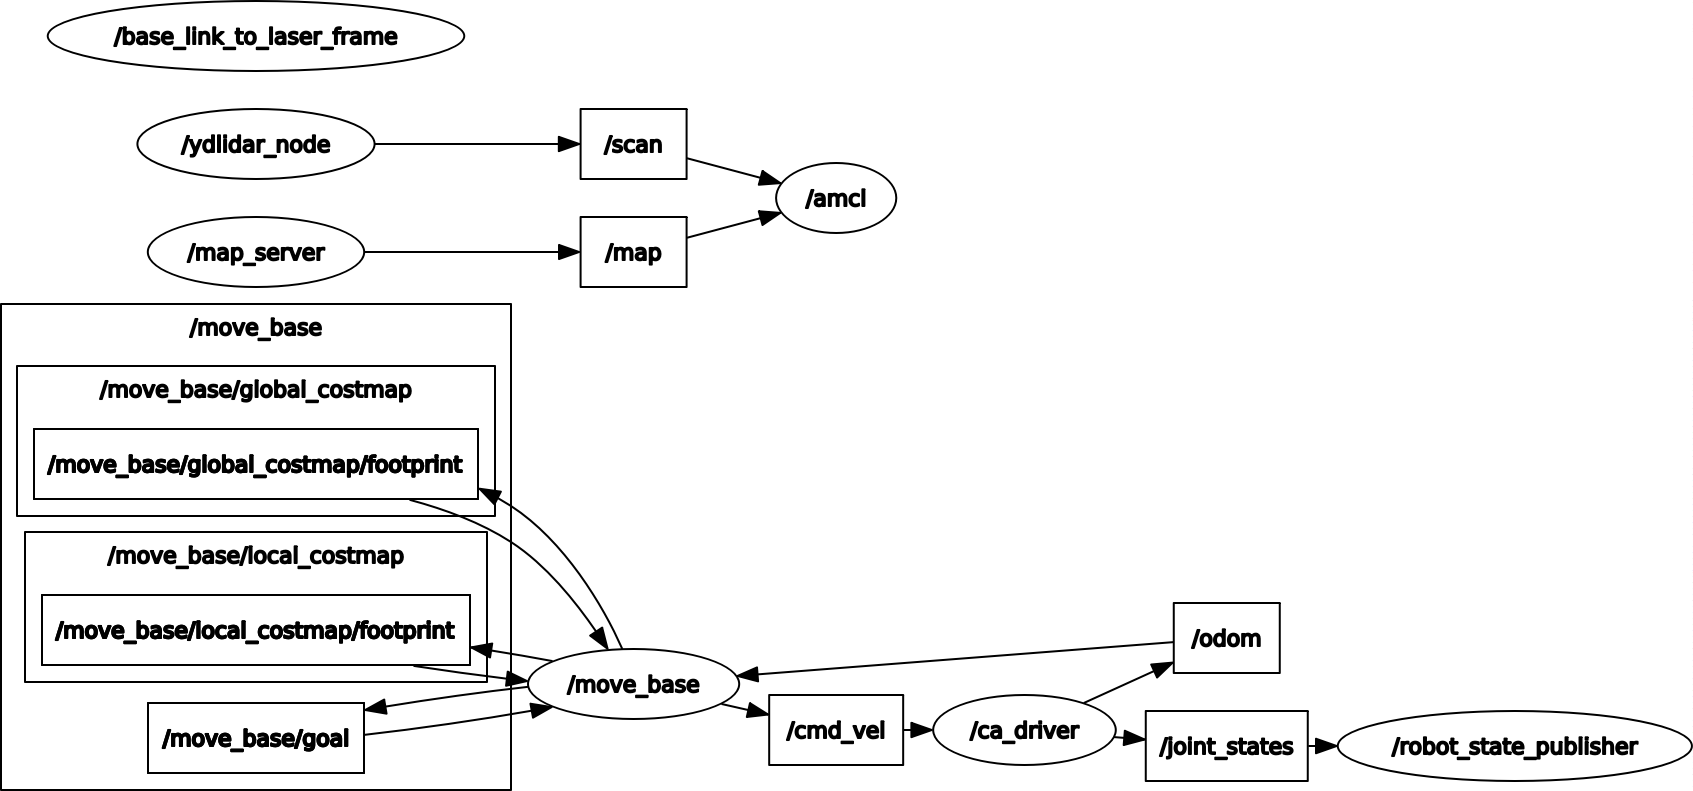 /base_link_to_laser_frame
/ydlidar_node
/scan
/amcl
/map_server
/map
/move_base
/move_base/global_costmap
/move_base/global_costmap/footprint
/move_base/local_costmap
/move_base/local_costmap/footprint
/move_base/goal
/move_base
/cmd_vel
/ca_driver
/odom
/joint_states
/robot_state_publisher